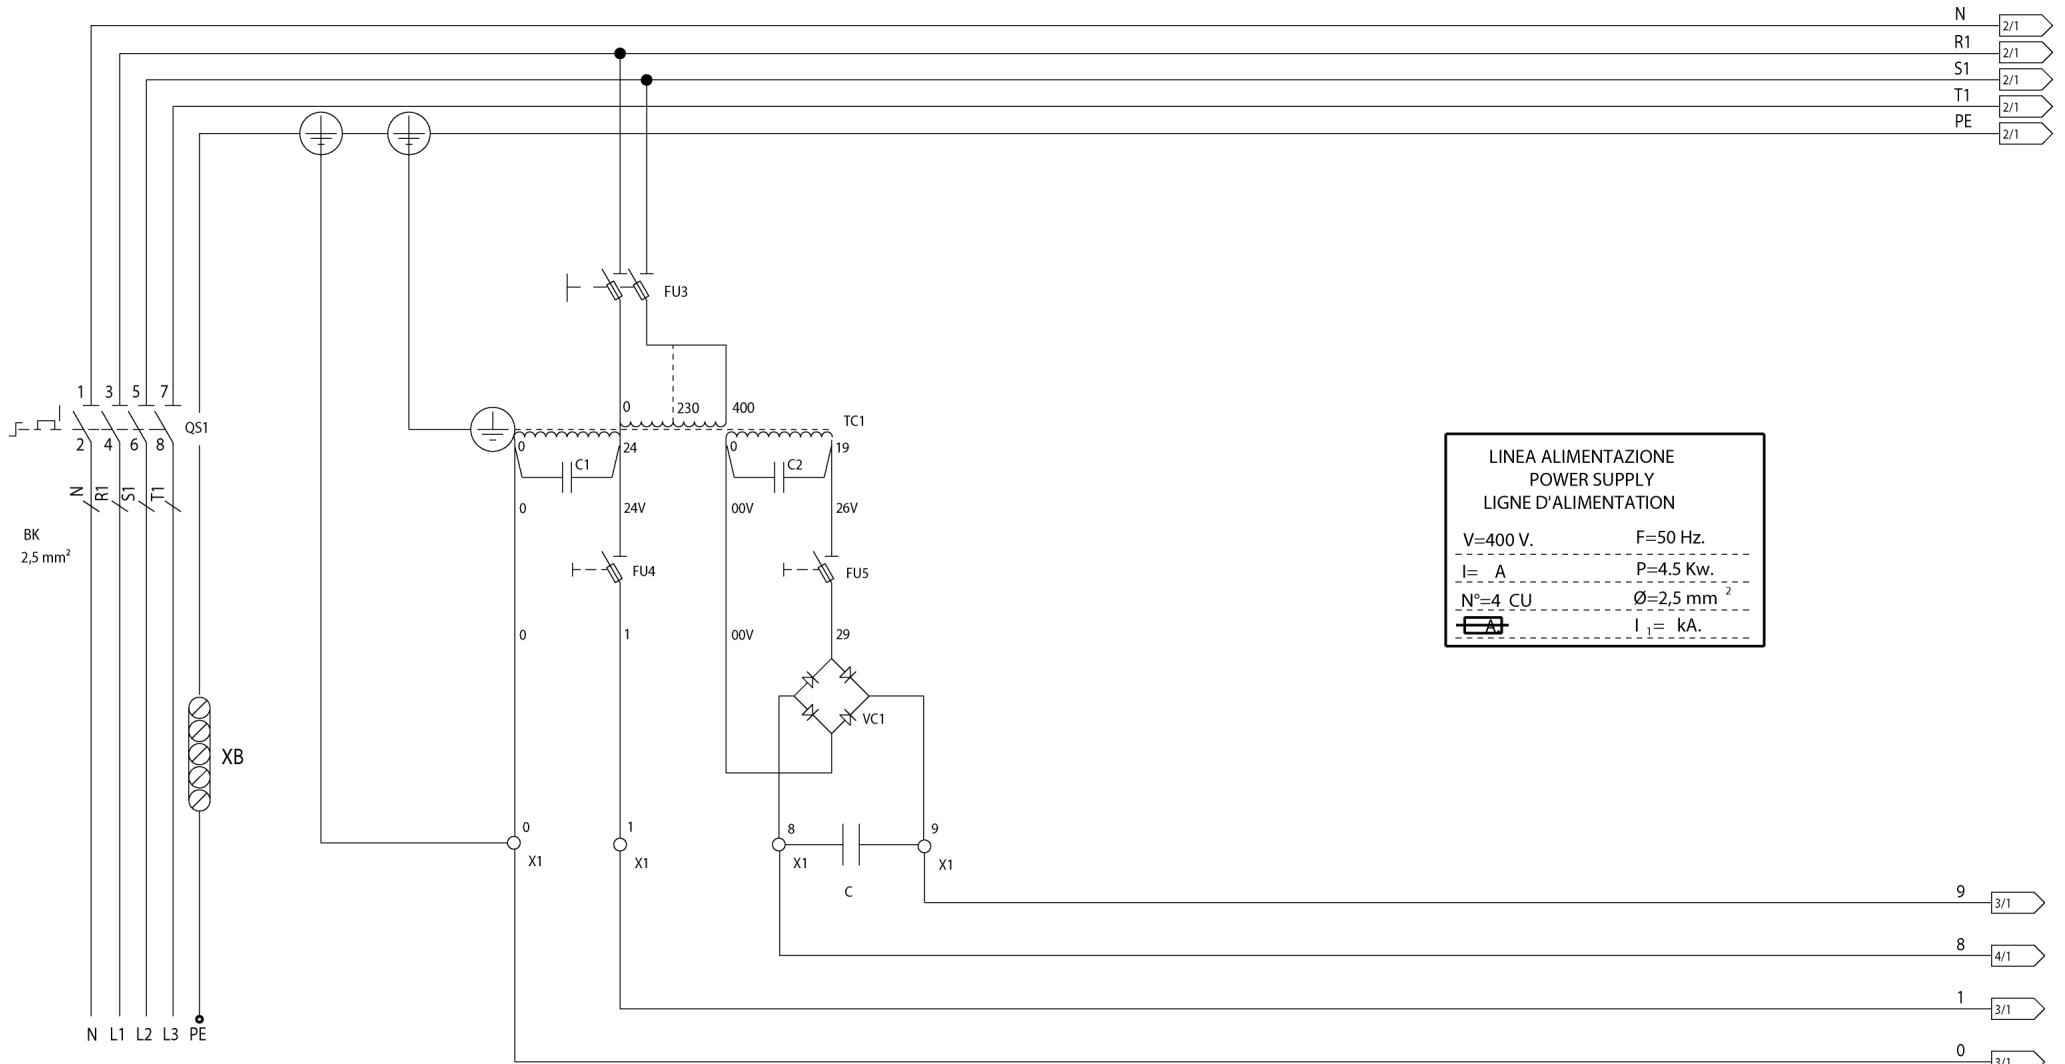 N
2/1
R1
2/1
S1
2/1
T1
2/1
PE
2/1
FU3
1 3 5 7
QS1
2 4 6 8
0 230 400
TC1
0 24 0 19
C1 C2
N R1 S1 T1
0 24V 00V 26V
BK
2,5 mm²
FU4 FU5
0 1 00V 29
VC1
XB
0 1 8 9
X1 X1 X1 X1
C
LINEA ALIMENTAZIONE
POWER SUPPLY
LIGNE D'ALIMENTATION
V=400 V. F=50 Hz.
I= A P=4.5 Kw.
N°=4 CU Ø=2,5 mm 2
A. I 1= kA.
9
3/1
8
4/1
1
3/1
0
3/1
N L1 L2 L3 PE